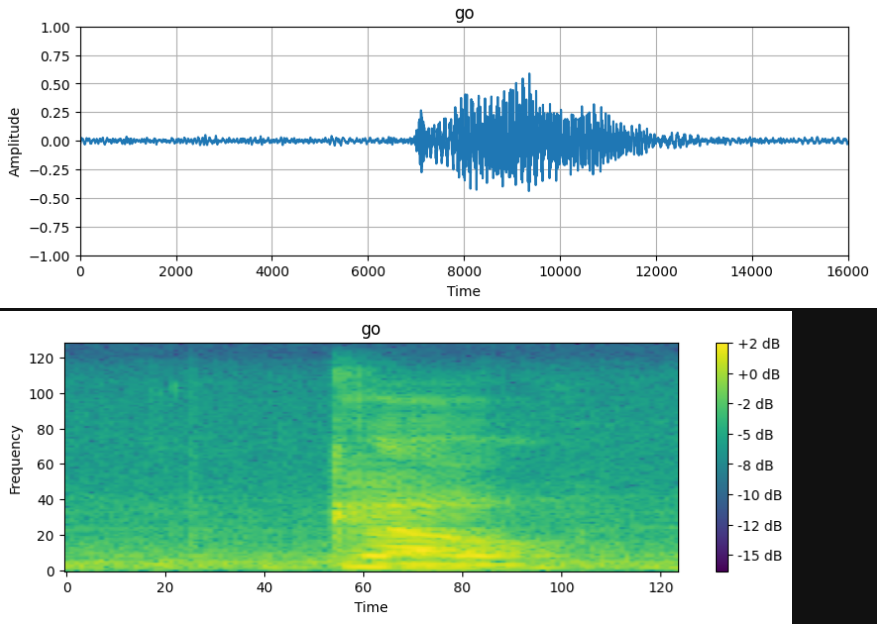 go
1.00
0.75
0.50
0.25
0.00
−0.25
−0.50
−0.75
−1.00
Amplitude
0 2000 4000 6000 8000 10000 12000 14000 16000
Time
go
120
100
80
60
40
20
0
Frequency
0 20 40 60 80 100 120
Time
+2 dB
+0 dB
-2 dB
-5 dB
-8 dB
-10 dB
-12 dB
-15 dB